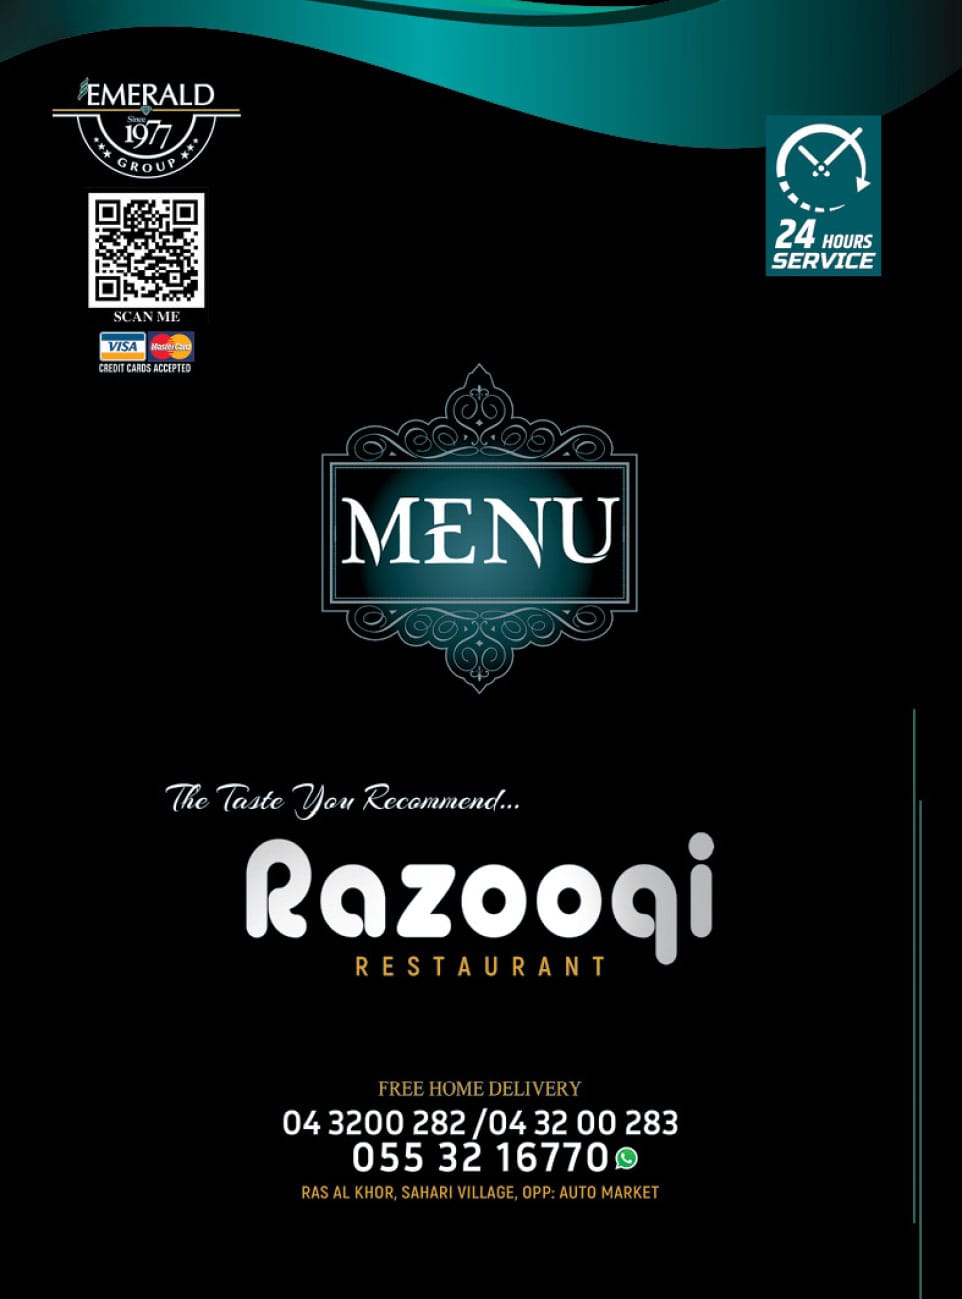 EMERALD
Since
1977
GROUP
SCAN ME
VISA MasterCard
CREDIT CARDS ACCEPTED
24 HOURS
SERVICE
MENU
The Taste You Recommend...
Razooqi
RESTAURANT
FREE HOME DELIVERY
04 3200 282 /04 32 00 283
055 32 16770
RAS AL KHOR, SAHARI VILLAGE, OPP: AUTO MARKET